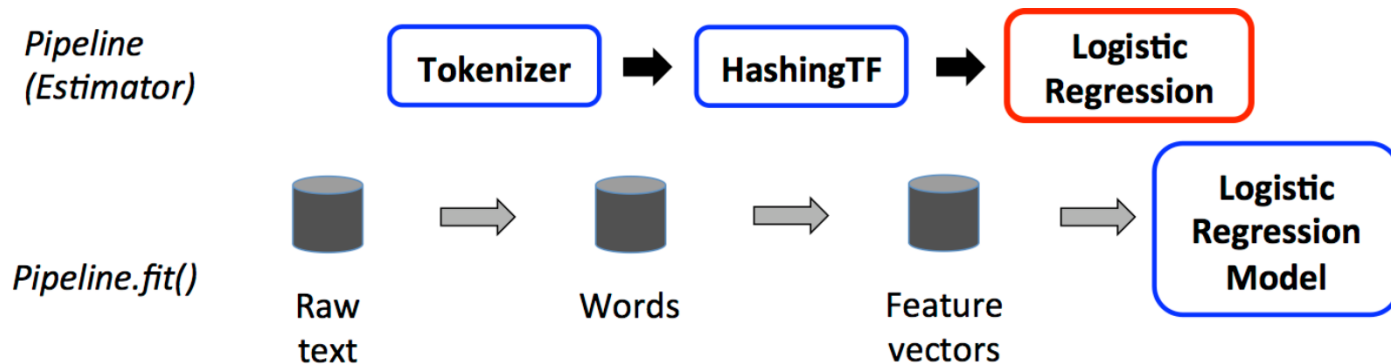 Pipeline
(Estimator)
Tokenizer
HashingTF
Logistic
Regression
Pipeline.fit()
Raw
text
Words
Feature
vectors
Logistic
Regression
Model